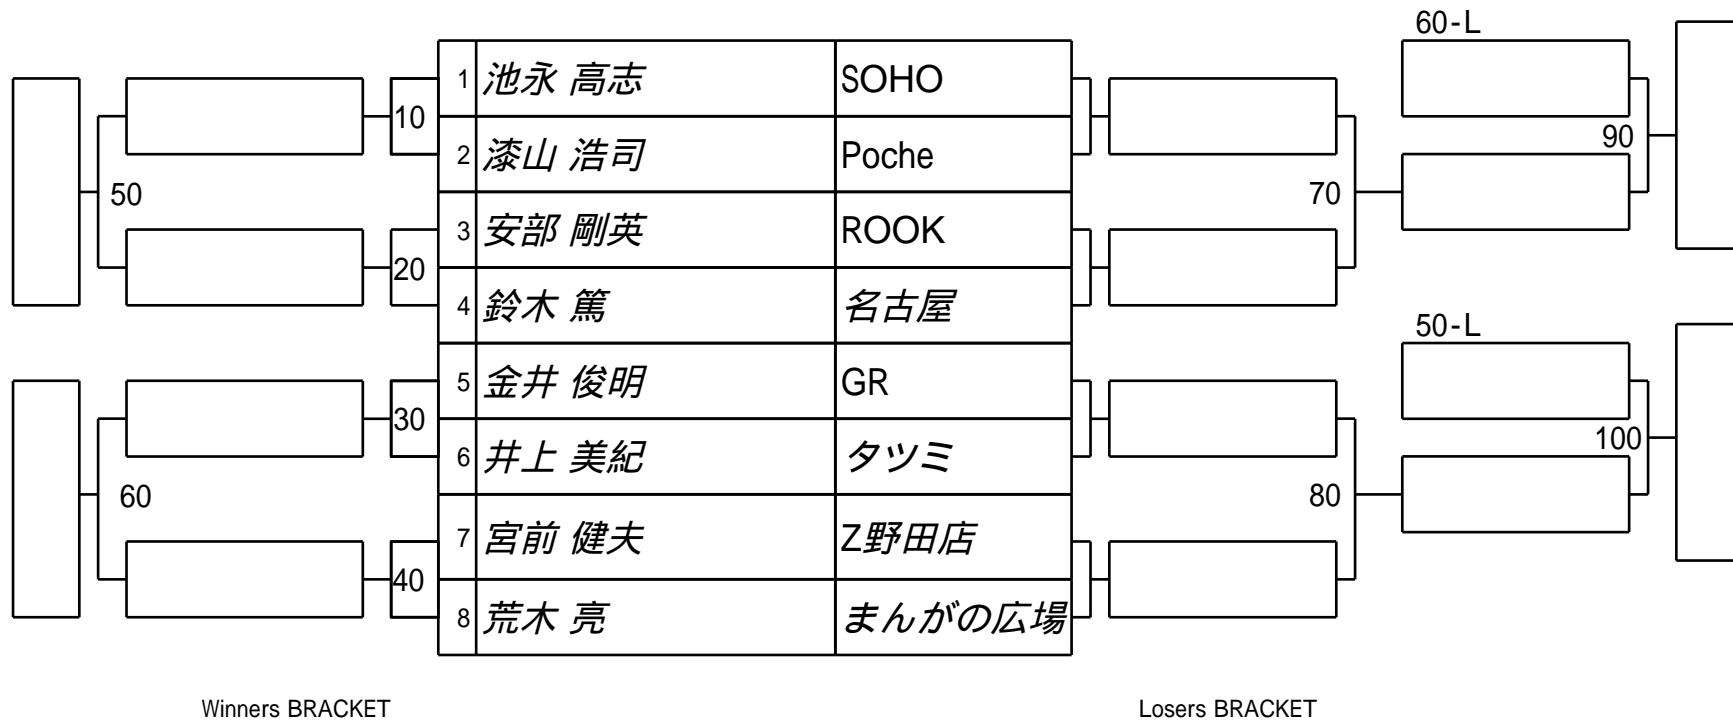 60-L
1 池永 高志 SOHO
10
90
2 漆山 浩司 Poche
50
70
3 安部 剛英 ROOK
20
4 鈴木 篤 名古屋
50-L
5 金井 俊明 GR
30
100
6 井上 美紀 タツミ
60
80
7 宮前 健夫 Z野田店
40
8 荒木 亮 まんがの広場
Winners BRACKET
Losers BRACKET